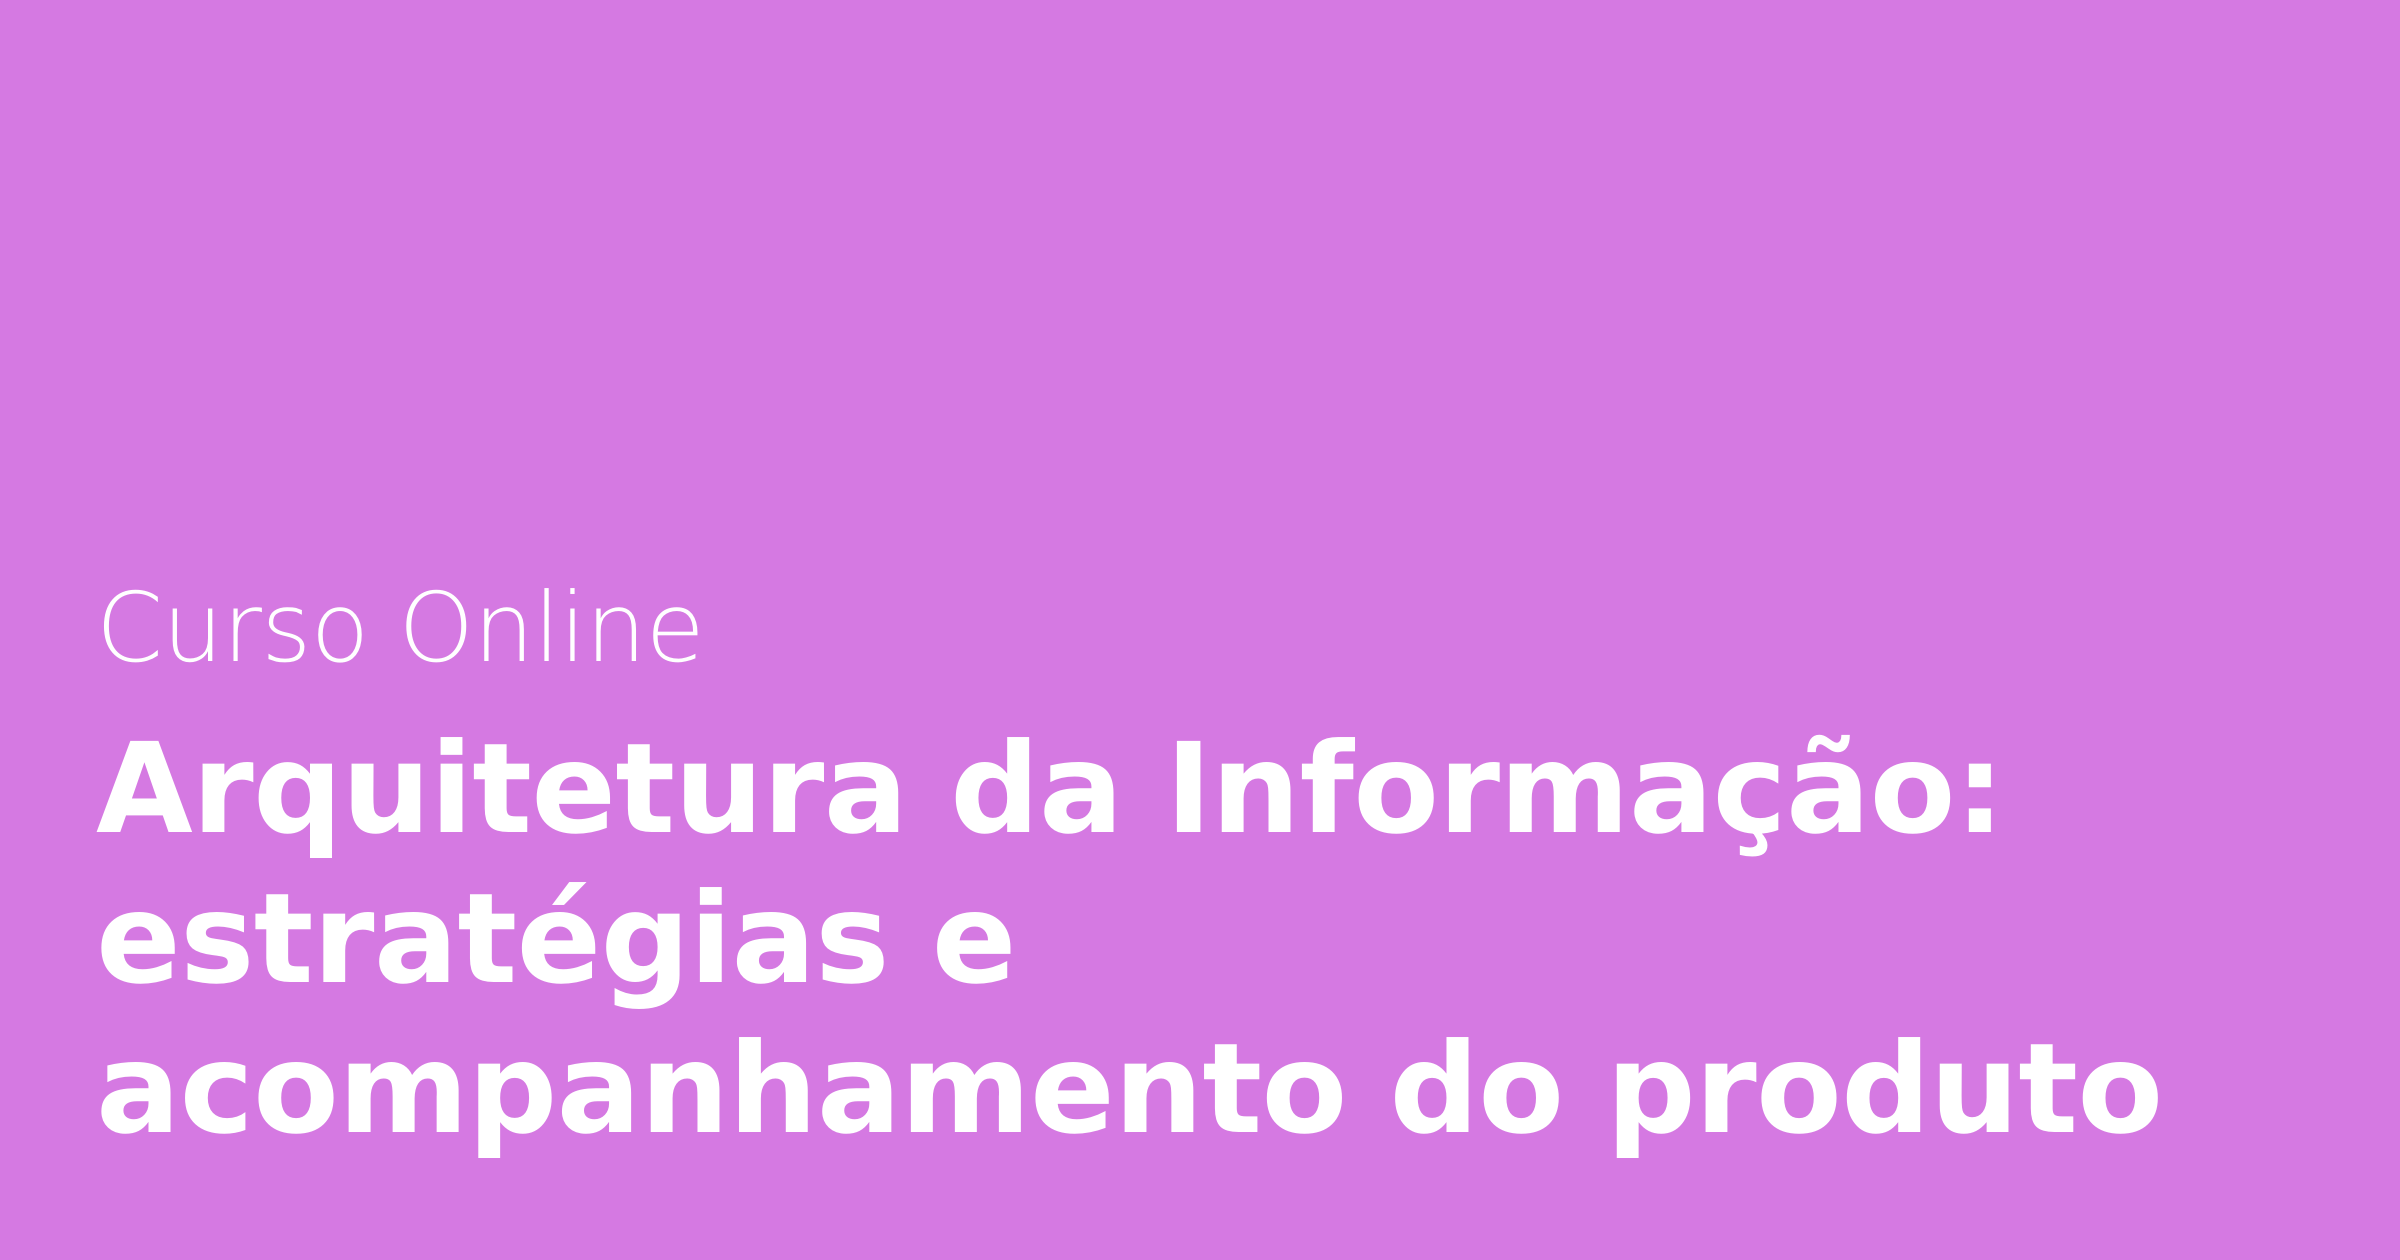 Curso Online
Arquitetura da Informação:
estratégias e
acompanhamento do produto